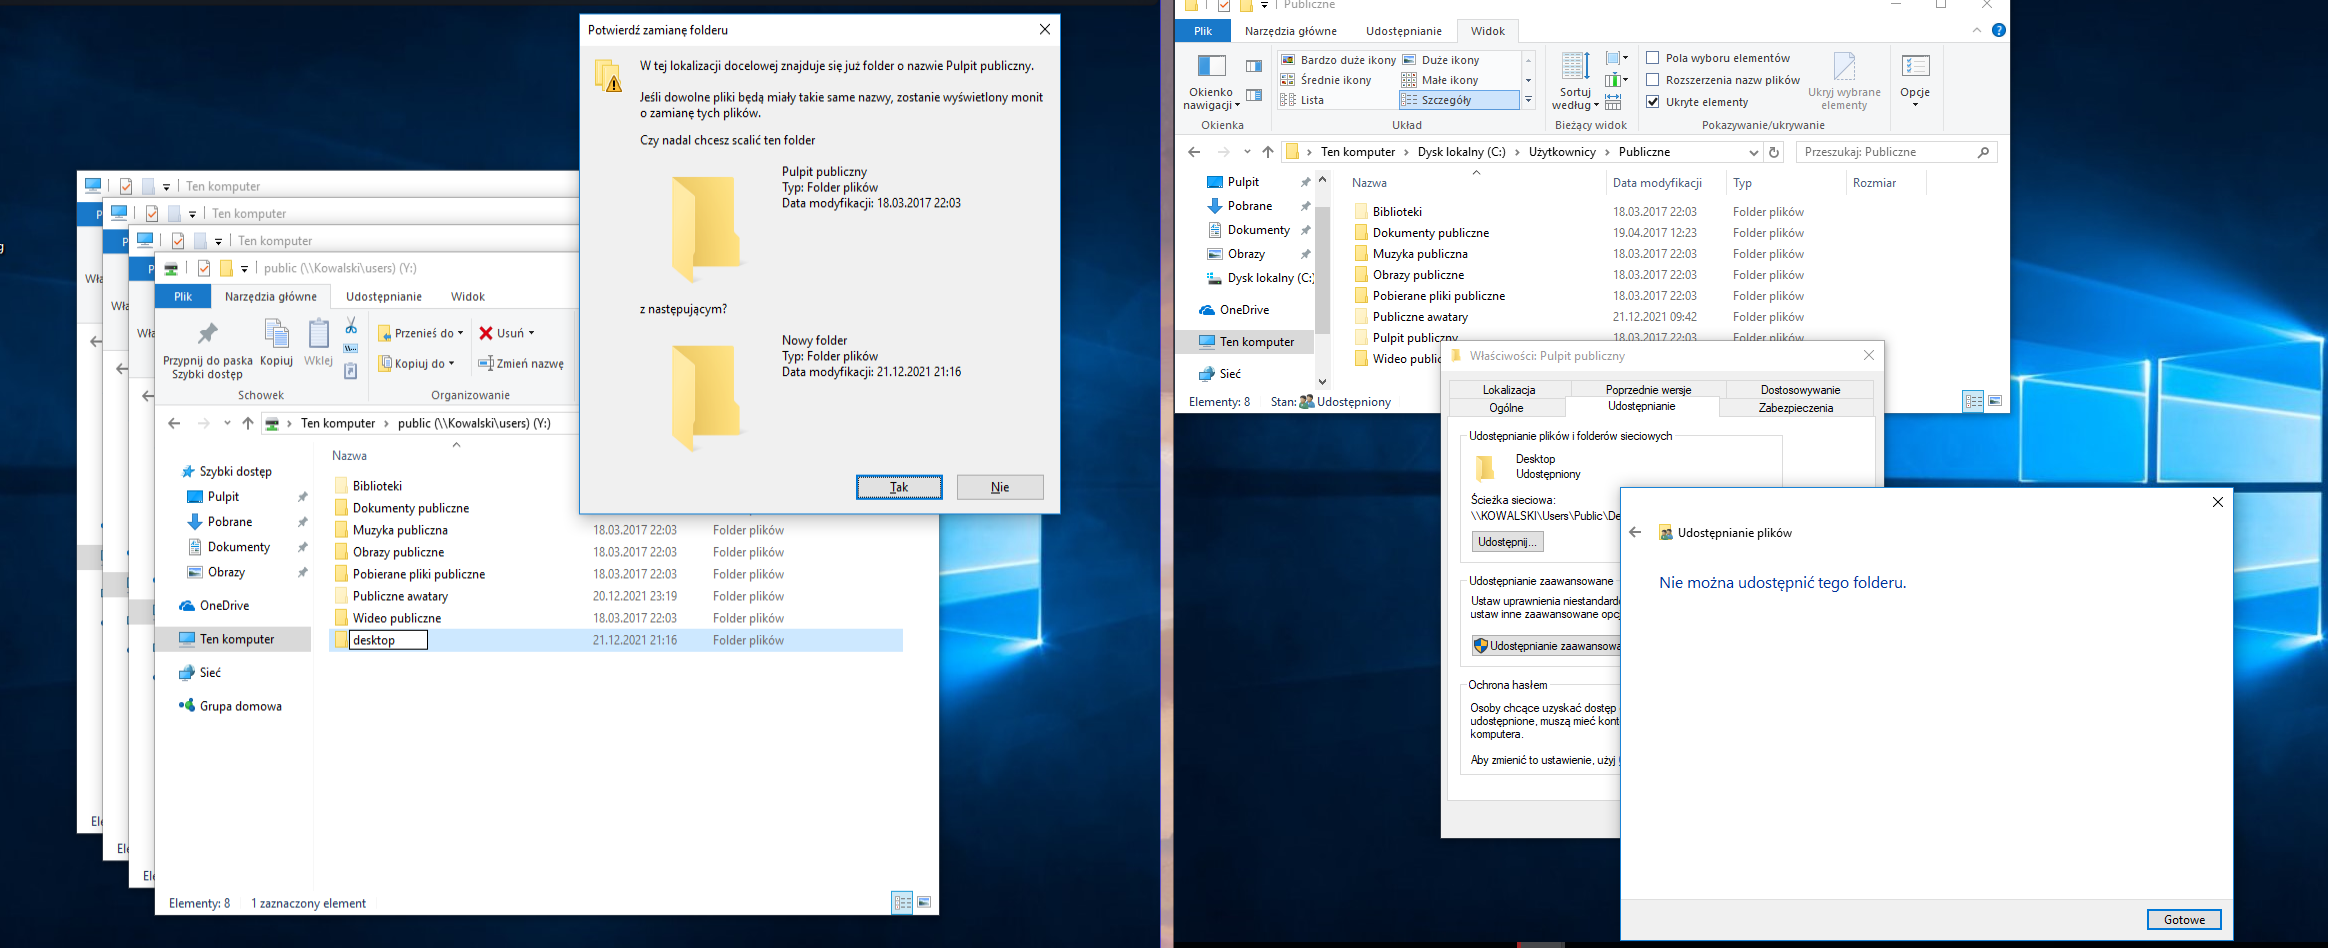 Ten komputer
Ten komputer
Ten komputer
public (\\Kowalski\users) (Y:)
Plik
Narzędzia główne
Udostępnianie
Widok
Przypnij do paska
Szybki dostęp
Kopiuj
Wklej
Przenieś do
Usuń
Kopiuj do
Zmień nazwę
Schowek
Organizowanie
Ten komputer
public (\\Kowalski\users) (Y:)
Szybki dostęp
Pulpit
Pobrane
Dokumenty
Obrazy
OneDrive
Ten komputer
Sieć
Grupa domowa
Nazwa
Biblioteki
Dokumenty publiczne
Muzyka publiczna 18.03.2017 22:03 Folder plików
Obrazy publiczne 18.03.2017 22:03 Folder plików
Pobierane pliki publiczne 18.03.2017 22:03 Folder plików
Publiczne awatary 20.12.2021 23:19 Folder plików
Wideo publiczne 18.03.2017 22:03 Folder plików
desktop 21.12.2021 21:16 Folder plików
Elementy: 8 1 zaznaczony element
Potwierdź zamianę folderu
W tej lokalizacji docelowej znajduje się już folder o nazwie Pulpit publiczny.
Jeśli dowolne pliki będą miały takie same nazwy, zostanie wyświetlony monit
o zamianę tych plików.
Czy nadal chcesz scalić ten folder
Pulpit publiczny
Typ: Folder plików
Data modyfikacji: 18.03.2017 22:03
z następującym?
Nowy folder
Typ: Folder plików
Data modyfikacji: 21.12.2021 21:16
Tak
Nie
Publiczne
Plik
Narzędzia główne
Udostępnianie
Widok
Okienko
nawigacji
Okienka
Bardzo duże ikony
Duże ikony
Średnie ikony
Małe ikony
Lista
Szczegóły
Układ
Sortuj
według
Bieżący widok
Pola wyboru elementów
Rozszerzenia nazw plików
Ukryte elementy
Ukryj wybrane
elementy
Pokazywanie/ukrywanie
Opcje
Ten komputer
Dysk lokalny (C:)
Użytkownicy
Publiczne
Przeszukaj: Publiczne
Pulpit
Pobrane
Dokumenty
Obrazy
Dysk lokalny (C:)
OneDrive
Ten komputer
Sieć
Nazwa Data modyfikacji Typ Rozmiar
Biblioteki 18.03.2017 22:03 Folder plików
Dokumenty publiczne 19.04.2017 12:23 Folder plików
Muzyka publiczna 18.03.2017 22:03 Folder plików
Obrazy publiczne 18.03.2017 22:03 Folder plików
Pobierane pliki publiczne 18.03.2017 22:03 Folder plików
Publiczne awatary 21.12.2021 09:42 Folder plików
Pulpit publiczny 18.03.2017 22:03 Folder plików
Wideo public
Elementy: 8 Stan: Udostępniony
Właściwości: Pulpit publiczny
Lokalizacja
Poprzednie wersje
Dostosowywanie
Ogólne
Udostępnianie
Zabezpieczenia
Udostępnianie plików i folderów sieciowych
Desktop
Udostępniony
Ścieżka sieciowa:
\\KOWALSKI\Users\Public\De
Udostępnij...
Udostępnianie zaawansowane
Ustaw uprawnienia niestandardo
ustaw inne zaawansowane opc
Udostępnianie zaawansowa
Ochrona hasłem
Osoby chcące uzyskać dostęp
udostępnione, muszą mieć kont
komputera.
Aby zmienić to ustawienie, użyj
Udostępnianie plików
Nie można udostępnić tego folderu.
Gotowe